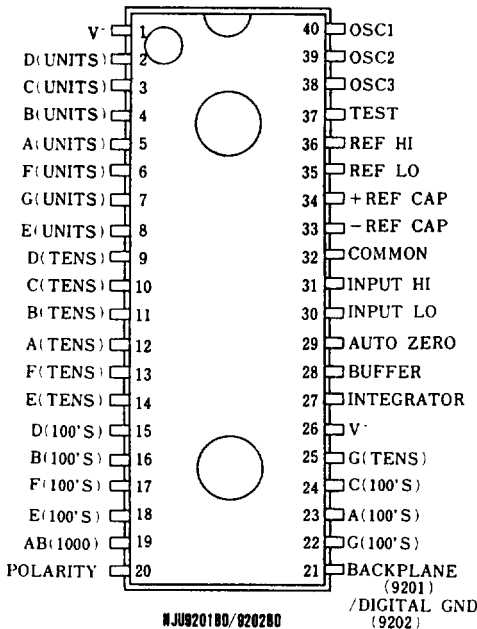 V- 1
D(UNITS) 2
C(UNITS) 3
B(UNITS) 4
A(UNITS) 5
F(UNITS) 6
G(UNITS) 7
E(UNITS) 8
D(TENS) 9
C(TENS) 10
B(TENS) 11
A(TENS) 12
F(TENS) 13
E(TENS) 14
D(100'S) 15
B(100'S) 16
F(100'S) 17
E(100'S) 18
AB(1000) 19
POLARITY 20
40 OSC1
39 OSC2
38 OSC3
37 TEST
36 REF HI
35 REF LO
34 +REF CAP
33 -REF CAP
32 COMMON
31 INPUT HI
30 INPUT LO
29 AUTO ZERO
28 BUFFER
27 INTEGRATOR
26 V-
25 G(TENS)
24 C(100'S)
23 A(100'S)
22 G(100'S)
21 BACKPLANE
(9201)
/DIGITAL GND
(9202)
NJU9201BD/9202BD